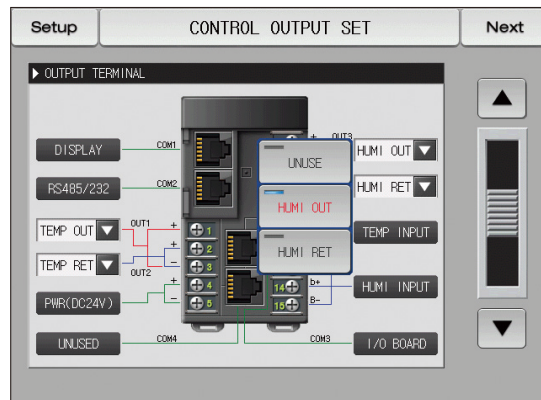 Setup
CONTROL OUTPUT SET
Next
▶ OUTPUT TERMINAL
DISPLAY
COM1
RS485/232
COM2
TEMP OUT
OUT1
+
TEMP RET
OUT2
+
−
PWR(DC24V)
+
−
UNUSED
COM4
1
2
3
4
5
+
OUT3
HUMI OUT
HUMI RET
UNUSE
HUMI OUT
HUMI RET
TEMP INPUT
14
b+
15
B-
HUMI INPUT
COM3
I/O BOARD